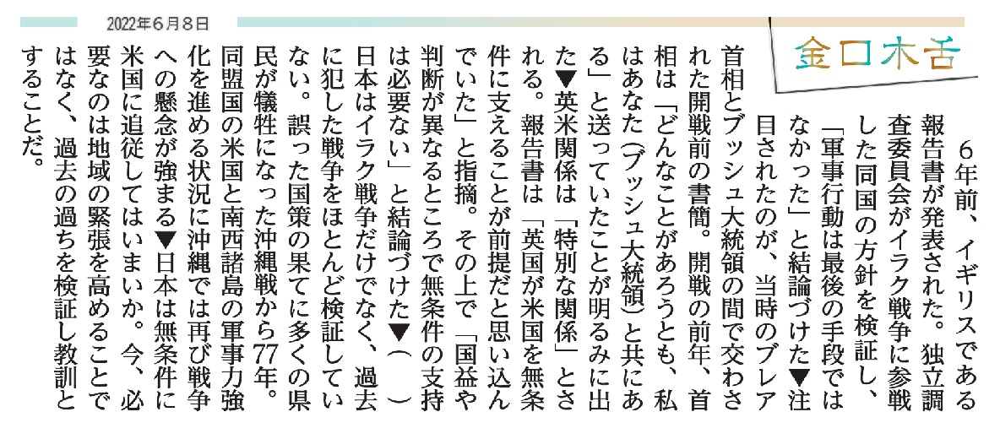 2022年6月8日
金口木舌
6年前、イギリスである
報告書が発表された。独立調
査委員会がイラク戦争に参戦
した同国の方針を検証し、
「軍事行動は最後の手段では
なかった」と結論づけた▼注
目されたのが、当時のブレア
首相とブッシュ大統領の間で交わさ
れた開戦前の書簡。開戦の前年、首
相は「どんなことがあろうとも、私
はあなた(ブッシュ大統領)と共にあ
る」と送っていたことが明るみに出
た▼英米関係は「特別な関係」とさ
れる。報告書は「英国が米国を無条
件に支えることが前提だと思い込ん
でいた」と指摘。その上で「国益や
判断が異なるところで無条件の支持
は必要ない」と結論づけた▼(　　)
日本はイラク戦争だけでなく、過去
に犯した戦争をほとんど検証してい
ない。誤った国策の果てに多くの県
民が犠牲になった沖縄戦から77年。
同盟国の米国と南西諸島の軍事力強
化を進める状況に沖縄では再び戦争
への懸念が強まる▼日本は無条件に
米国に追従してはいまいか。今、必
要なのは地域の緊張を高めることで
はなく、過去の過ちを検証し教訓と
することだ。